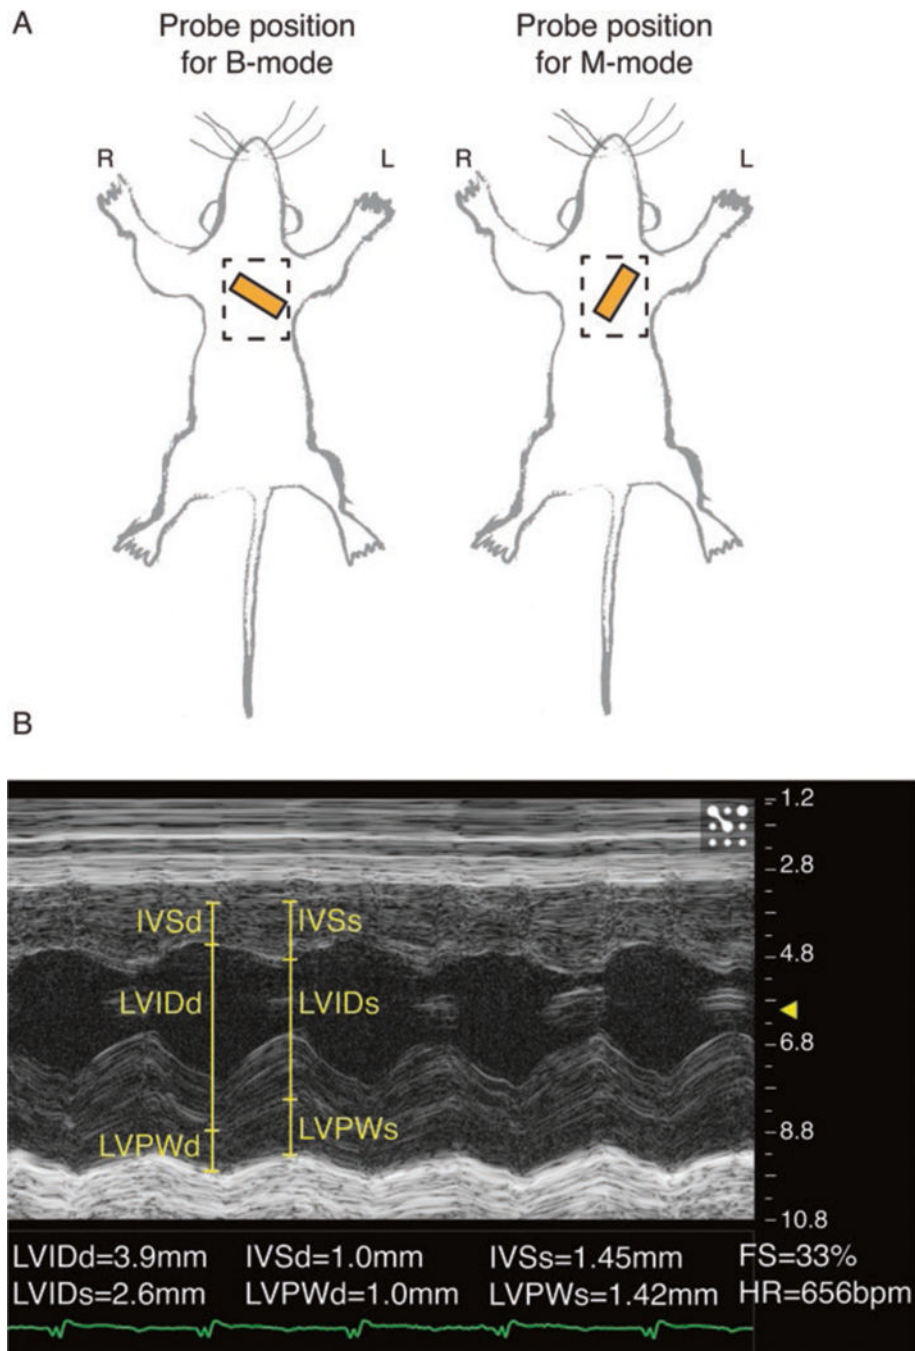 A
Probe position
for B-mode
Probe position
for M-mode
R
L
R
L
B
1.2
2.8
IVSd
IVSs
4.8
LVIDd
LVIDs
6.8
LVPWd
LVPWs
8.8
10.8
LVIDd=3.9mm IVSd=1.0mm IVSs=1.45mm FS=33%
LVIDs=2.6mm LVPWd=1.0mm LVPWs=1.42mm HR=656bpm